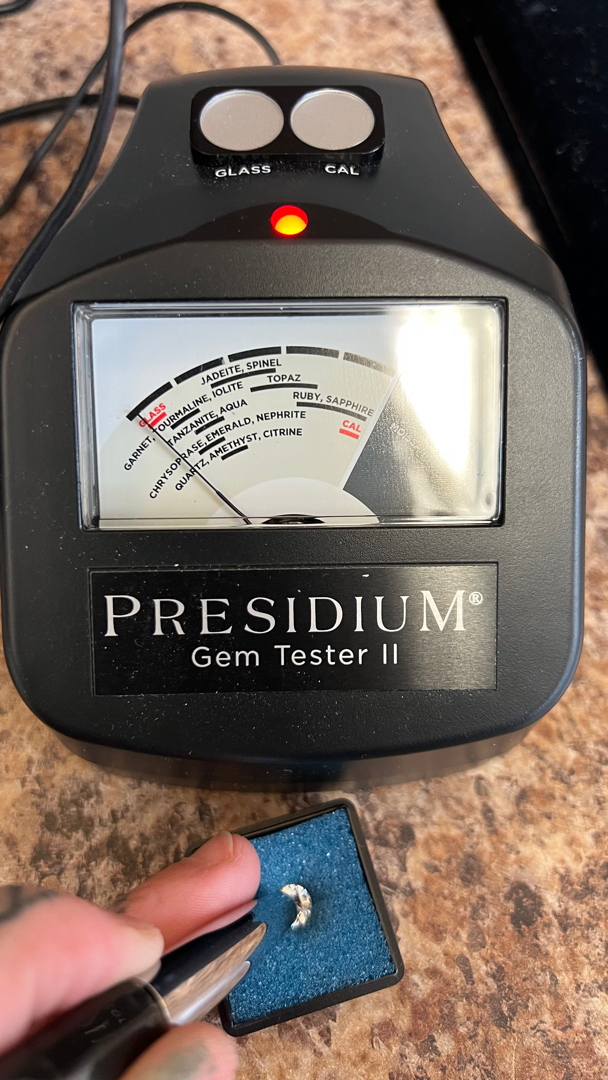 GLASS CAL
JADEITE, SPINEL
TOPAZ
GLASS
GARNET, TOURMALINE, IOLITE
RUBY, SAPPHIRE
TANZANITE, AQUA
CAL
CHRYSOPRASE, EMERALD, NEPHRITE
QUARTZ, AMETHYST, CITRINE
PRESIDIUM®
Gem Tester II